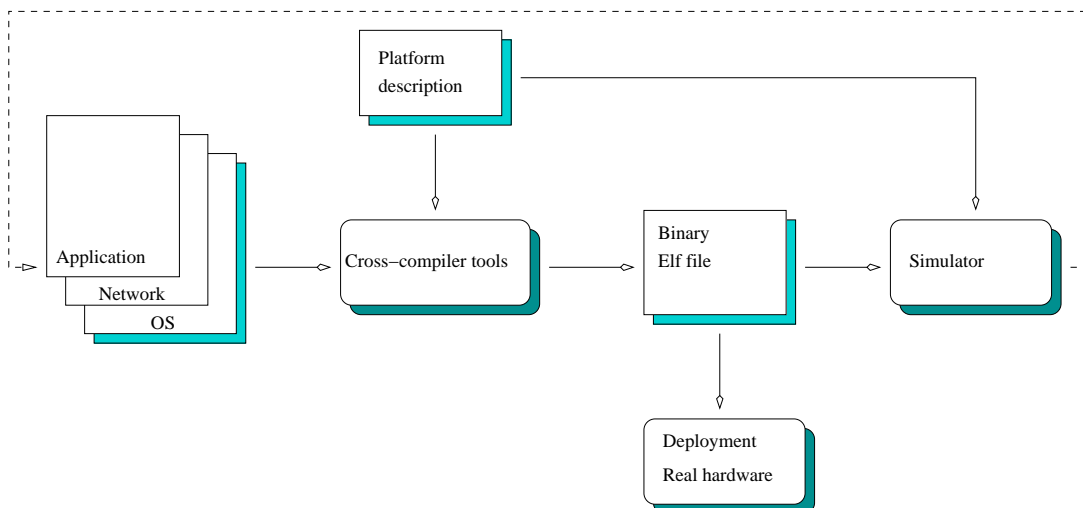 Platform
description
Application
Network
OS
Cross−compiler tools
Binary
Elf file
Simulator
Deployment
Real hardware